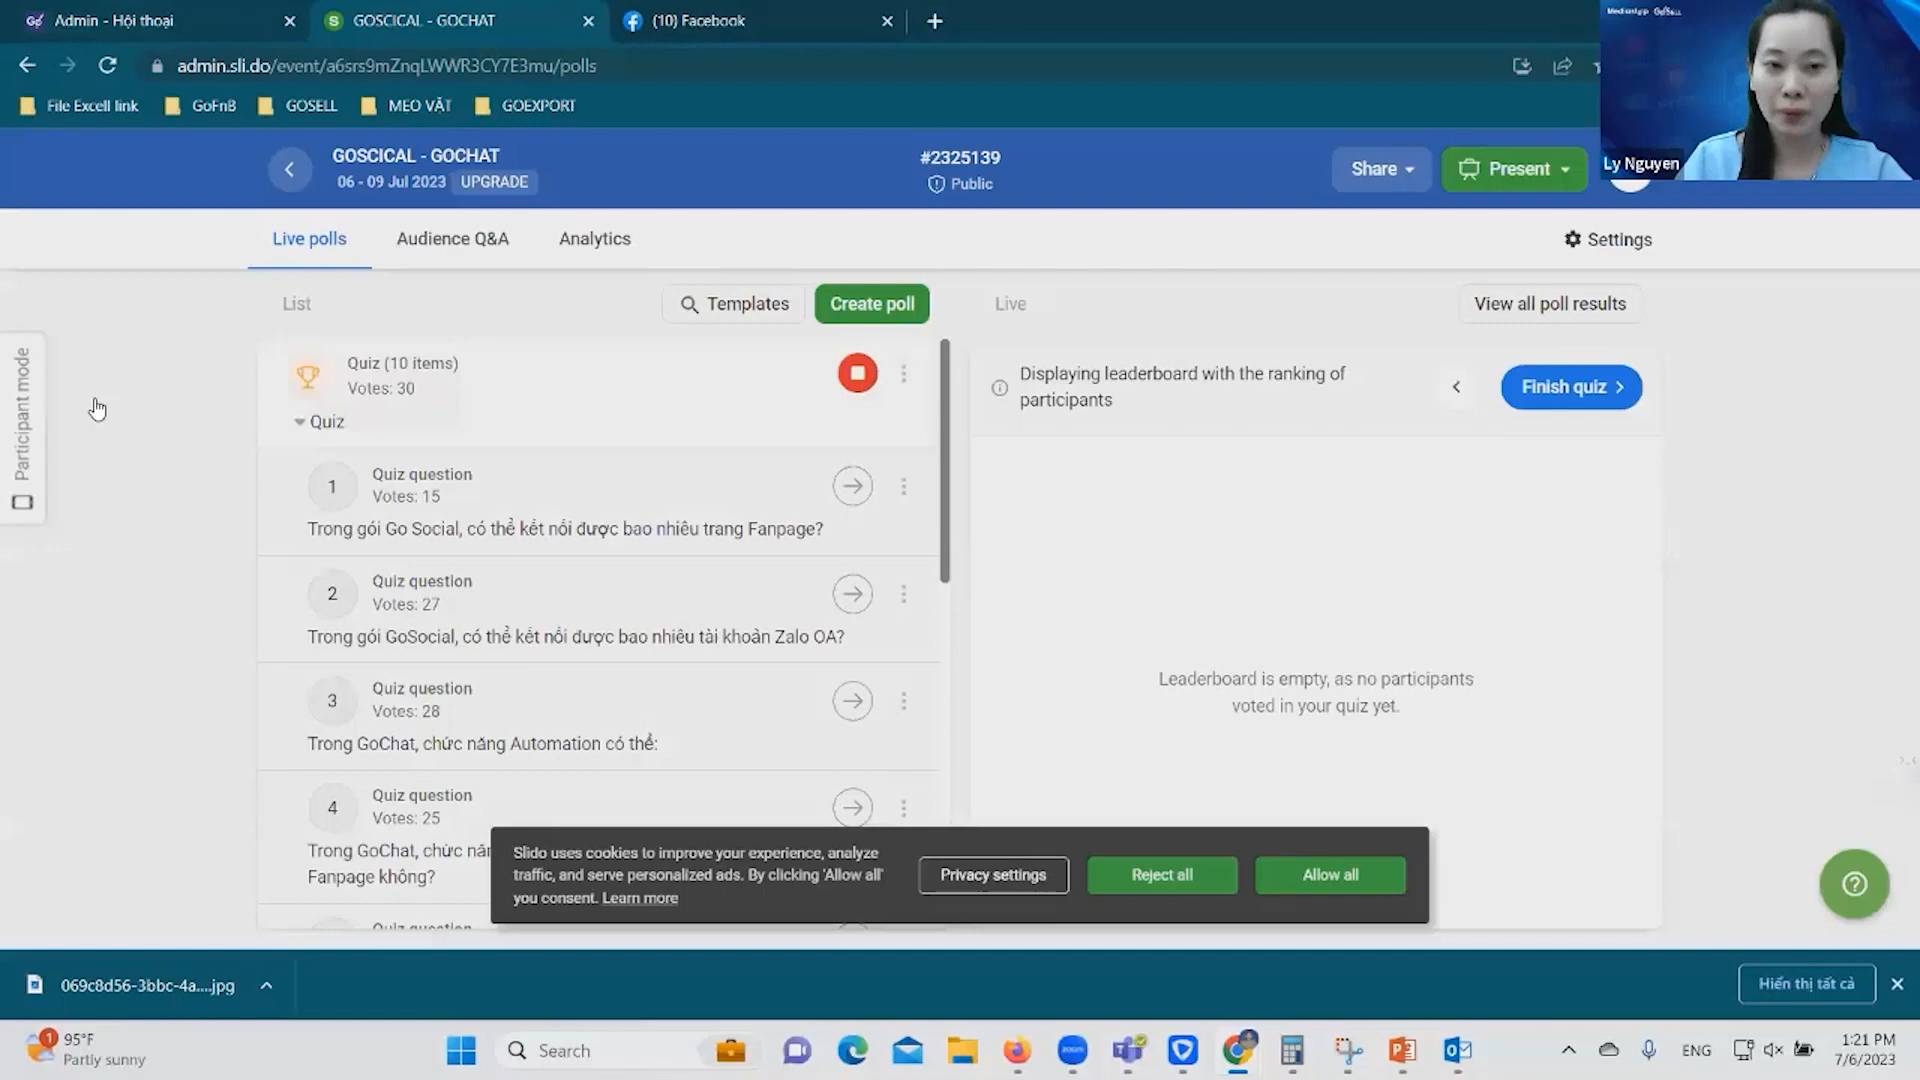 Admin - Hội thoại
GOSCICAL - GOCHAT
(10) Facebook
admin.sli.do/event/a6srs9mZnqLWWR3CY7E3mu/polls
File Excell link
GoFnB
GOSELL
MẸO VẶT
GOEXPORT
Ly Nguyen
GOSCICAL - GOCHAT
06 - 09 Jul 2023 UPGRADE
#2325139
Public
Share
Present
Live polls
Audience Q&A
Analytics
Settings
List
Templates
Create poll
Live
View all poll results
Participant mode
Quiz (10 items)
Votes: 30
Quiz
Displaying leaderboard with the ranking of
participants
Finish quiz
1
Quiz question
Votes: 15
Trong gói Go Social, có thể kết nối được bao nhiêu trang Fanpage?
2
Quiz question
Votes: 27
Trong gói GoSocial, có thể kết nối được bao nhiêu tài khoản Zalo OA?
3
Quiz question
Votes: 28
Trong GoChat, chức năng Automation có thể:
4
Quiz question
Votes: 25
Trong GoChat, chức
Fanpage không?
Quiz question
Leaderboard is empty, as no participants
voted in your quiz yet.
Slido uses cookies to improve your experience, analyze
traffic, and serve personalized ads. By clicking 'Allow all'
you consent. Learn more
Privacy settings
Reject all
Allow all
069c8d56-3bbc-4a....jpg
Hiển thị tất cả
1
95°F
Partly sunny
Search
zoom
ENG
1:21 PM
7/6/2023